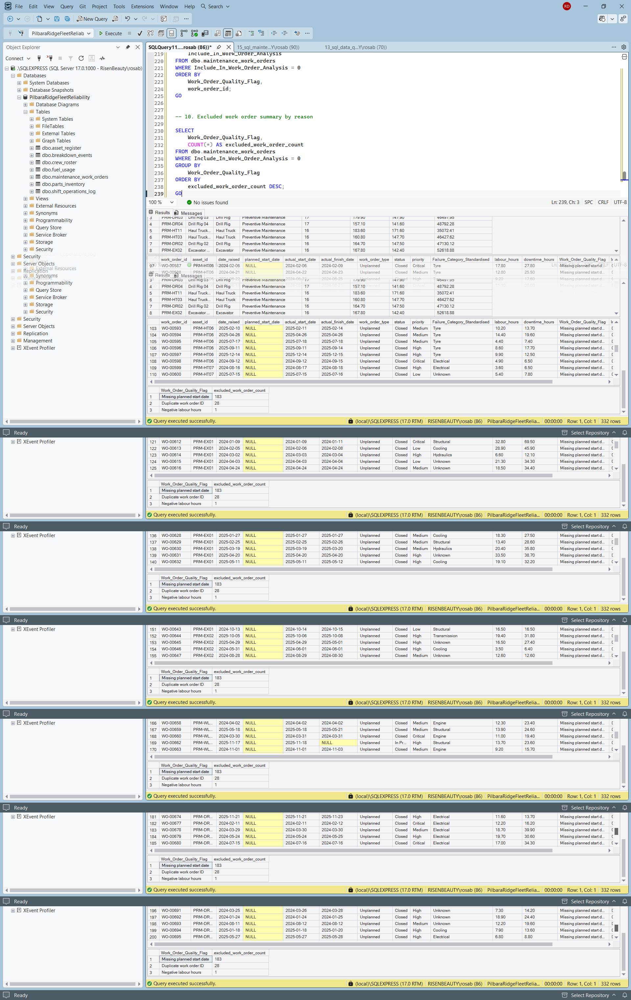 File Edit View Query Git Project Tools Extensions Window Help Search RD
New Query
PilbaraRidgeFleetReliab Execute
Object Explorer
Connect
.\SQLEXPRESS (SQL Server 17.0.1000 - RisenBeauty\rosab)
Databases
System Databases
Database Snapshots
PilbaraRidgeFleetReliability
Database Diagrams
Tables
System Tables
FileTables
External Tables
Graph Tables
dbo.asset_register
dbo.breakdown_events
dbo.crew_roster
dbo.fuel_usage
dbo.maintenance_work_orders
dbo.parts_inventory
dbo.shift_operations_log
Views
External Resources
Synonyms
Programmability
Query Store
Service Broker
Storage
Security
Security
Server Objects
Replication
External Resources
Management
Synonyms
Programmability
Query Store
Service Broker
Storage
Security
Security
Server Objects
Replication
Management
XEvent Profiler
SQLQuery11....rosab (86))* 15_sql_mainte...Y\rosab (90)) 13_sql_data_q...Y\rosab (70))
219 Include_In_Work_Order_Analysis
220 FROM dbo.maintenance_work_orders
221 WHERE Include_In_Work_Order_Analysis = 0
222 ORDER BY
223 Work_Order_Quality_Flag,
224 work_order_id;
225 GO
226
227
228 -- 10. Excluded work order summary by reason
229
230 SELECT
231 Work_Order_Quality_Flag,
232 COUNT(*) AS excluded_work_order_count
233 FROM dbo.maintenance_work_orders
234 WHERE Include_In_Work_Order_Analysis = 0
235 GROUP BY
236 Work_Order_Quality_Flag
237 ORDER BY
238 excluded_work_order_count DESC;
239 GO
100 % No issues found Ln: 239, Ch: 3 SPC CRLF UTF-8
Results Messages
3 PRM-DR03 Drill Rig 03 Drill Rig Preventive Maintenance 17 179.90 147.90 46497.95
4 PRM-DR04 Drill Rig 04 Drill Rig Preventive Maintenance 17 157.10 141.60 48792.28
5 PRM-HT11 Haul Truck... Haul Truck Preventive Maintenance 16 183.60 171.60 35072.41
6 PRM-HT03 Haul Truck... Haul Truck Preventive Maintenance 16 160.80 147.70 46427.62
7 PRM-DR02 Drill Rig 02 Drill Rig Preventive Maintenance 16 164.70 147.50 47130.12
8 PRM-EX02 Excavator ... Excavator Preventive Maintenance 16 167.80 142.40 52618.88
work_order_id asset_id date_raised planned_start_date actual_start_date actual_finish_date work_order_type status priority Failure_Category_Standardised labour_hours downtime_hours Work_Order_Quality_Flag
97 WO-00587 PRM-HT06 2024-02-06 NULL 2024-02-06 2024-02-09 Unplanned Closed Critical Tyre 17.80 27.80 Missing planned start d...
98 WO-00588 PRM-HT06 2024-04-21 NULL 2024-04-22 2024-04-23 Unplanned Closed Medium Tyre 12.80 25.50 Missing planned start d...
Results Messages
3 PRM-DR03 Drill Rig 03 Drill Rig Preventive Maintenance 17 179.90 147.90 46497.95
4 PRM-DR04 Drill Rig 04 Drill Rig Preventive Maintenance 17 157.10 141.60 48792.28
5 PRM-HT11 Haul Truck... Haul Truck Preventive Maintenance 16 183.60 171.60 35072.41
6 PRM-HT03 Haul Truck... Haul Truck Preventive Maintenance 16 160.80 147.70 46427.62
7 PRM-DR02 Drill Rig 02 Drill Rig Preventive Maintenance 16 164.70 147.50 47130.12
8 PRM-EX02 Excavator ... Excavator Preventive Maintenance 16 167.80 142.40 52618.88
work_order_id asset_id date_raised planned_start_date actual_start_date actual_finish_date work_order_type status priority Failure_Category_Standardised labour_hours downtime_hours Work_Order_Quality_Flag
103 WO-00593 PRM-HT06 2025-02-10 NULL 2025-02-11 2025-02-14 Unplanned Closed Medium Tyre 10.20 13.70 Missing planned start d...
104 WO-00594 PRM-HT06 2025-04-26 NULL 2025-04-26 2025-04-26 Unplanned Closed Medium Tyre 14.40 19.60 Missing planned start d...
105 WO-00595 PRM-HT06 2025-07-17 NULL 2025-07-18 2025-07-18 Unplanned Closed Medium Tyre 4.40 7.40 Missing planned start d...
106 WO-00596 PRM-HT06 2025-09-11 NULL 2025-09-11 2025-09-14 Unplanned Closed High Tyre 8.60 17.70 Missing planned start d...
107 WO-00597 PRM-HT06 2025-12-14 NULL 2025-12-14 2025-12-15 Unplanned Closed High Tyre 9.90 12.50 Missing planned start d...
108 WO-00598 PRM-HT06 2024-09-12 NULL 2024-09-12 2024-09-15 Unplanned Closed Critical Electrical 4.90 6.50 Missing planned start d...
109 WO-00599 PRM-HT07 2024-08-16 NULL 2024-08-17 2024-08-18 Unplanned Closed High Electrical 3.60 6.50 Missing planned start d...
110 WO-00600 PRM-HT07 2025-07-15 NULL 2025-07-15 2025-07-16 Unplanned Closed Low Unknown 5.40 7.80 Missing planned start d...
Work_Order_Quality_Flag excluded_work_order_count
1 Missing planned start date 183
2 Duplicate work order ID 28
3 Negative labour hours 1
Query executed successfully. (local)\SQLEXPRESS (17.0 RTM) RISENBEAUTY\rosab (86) PilbaraRidgeFleetRelia... 00:00:00 Row: 1, Col: 1 332 rows
Ready Select Repository
XEvent Profiler
121 WO-00612 PRM-EX01 2024-01-09 NULL 2024-01-09 2024-01-11 Unplanned Closed Critical Structural 32.80 69.50 Missing planned start d...
122 WO-00613 PRM-EX01 2024-02-05 NULL 2024-02-06 2024-02-08 Unplanned Closed Low Cooling 28.90 45.90 Missing planned start d...
123 WO-00614 PRM-EX01 2024-03-02 NULL 2024-03-03 2024-03-04 Unplanned Closed High Hydraulics 6.60 12.10 Missing planned start d...
124 WO-00615 PRM-EX01 2024-04-03 NULL 2024-04-03 2024-04-04 Unplanned Closed Low Unknown 21.30 34.30 Missing planned start d...
125 WO-00616 PRM-EX01 2024-04-24 NULL 2024-04-24 2024-04-24 Unplanned Closed Medium Unknown 18.50 34.40 Missing planned start d...
Work_Order_Quality_Flag excluded_work_order_count
1 Missing planned start date 183
2 Duplicate work order ID 28
3 Negative labour hours 1
Query executed successfully. (local)\SQLEXPRESS (17.0 RTM) RISENBEAUTY\rosab (86) PilbaraRidgeFleetRelia... 00:00:00 Row: 1, Col: 1 332 rows
Ready Select Repository
XEvent Profiler
136 WO-00628 PRM-EX01 2025-01-27 NULL 2025-01-27 2025-01-27 Unplanned Closed Medium Cooling 18.30 27.50 Missing planned start d...
137 WO-00629 PRM-EX01 2025-02-25 NULL 2025-02-25 2025-02-26 Unplanned Closed Medium Structural 13.40 28.60 Missing planned start d...
138 WO-00630 PRM-EX01 2025-03-19 NULL 2025-03-19 2025-03-20 Unplanned Closed Medium Hydraulics 20.40 35.80 Missing planned start d...
139 WO-00631 PRM-EX01 2025-04-20 NULL 2025-04-20 2025-04-20 Unplanned Closed High Unknown 33.50 38.70 Missing planned start d...
140 WO-00632 PRM-EX01 2025-05-11 NULL 2025-05-11 2025-05-12 Unplanned Closed High Cooling 19.10 32.20 Missing planned start d...
Work_Order_Quality_Flag excluded_work_order_count
1 Missing planned start date 183
2 Duplicate work order ID 28
3 Negative labour hours 1
Query executed successfully. (local)\SQLEXPRESS (17.0 RTM) RISENBEAUTY\rosab (86) PilbaraRidgeFleetRelia... 00:00:00 Row: 1, Col: 1 332 rows
Ready Select Repository
XEvent Profiler
151 WO-00643 PRM-EX01 2024-10-13 NULL 2024-10-14 2024-10-15 Unplanned Closed Low Structural 16.50 16.50 Missing planned start d...
152 WO-00644 PRM-EX02 2025-10-05 NULL 2025-10-06 2025-10-08 Unplanned Closed High Transmission 19.40 31.80 Missing planned start d...
153 WO-00645 PRM-EX02 2025-04-29 NULL 2025-04-29 2025-05-01 Unplanned Closed High Unknown 16.50 27.40 Missing planned start d...
154 WO-00646 PRM-EX02 2024-05-31 NULL 2024-06-01 2024-06-01 Unplanned Closed High Cooling 3.50 6.40 Missing planned start d...
155 WO-00647 PRM-EX02 2024-08-28 NULL 2024-08-29 2024-08-30 Unplanned Closed Medium Unknown 12.60 12.60 Missing planned start d...
Work_Order_Quality_Flag excluded_work_order_count
1 Missing planned start date 183
2 Duplicate work order ID 28
3 Negative labour hours 1
Query executed successfully. (local)\SQLEXPRESS (17.0 RTM) RISENBEAUTY\rosab (86) PilbaraRidgeFleetRelia... 00:00:00 Row: 1, Col: 1 332 rows
Ready Select Repository
XEvent Profiler
166 WO-00658 PRM-WL... 2024-04-02 NULL 2024-04-02 2024-04-02 Unplanned Closed Medium Engine 12.30 23.40 Missing planned start d...
167 WO-00659 PRM-WL... 2025-05-18 NULL 2025-05-18 2025-05-21 Unplanned Closed Medium Structural 13.90 24.60 Missing planned start d...
168 WO-00660 PRM-WL... 2024-03-30 NULL 2024-03-31 2024-03-31 Unplanned Closed Critical Engine 11.00 19.40 Missing planned start d...
169 WO-00662 PRM-WL... 2025-11-17 NULL 2025-11-18 NULL Unplanned In Pr... High Structural 13.70 23.60 Missing planned start d...
170 WO-00663 PRM-WL... 2024-11-01 NULL 2024-11-01 2024-11-03 Unplanned Closed Medium Engine 9.20 15.70 Missing planned start d...
Work_Order_Quality_Flag excluded_work_order_count
1 Missing planned start date 183
2 Duplicate work order ID 28
3 Negative labour hours 1
Query executed successfully. (local)\SQLEXPRESS (17.0 RTM) RISENBEAUTY\rosab (86) PilbaraRidgeFleetRelia... 00:00:00 Row: 1, Col: 1 332 rows
Ready Select Repository
XEvent Profiler
181 WO-00674 PRM-DR... 2025-11-21 NULL 2025-11-21 2025-11-23 Unplanned Closed High Electrical 11.60 13.70 Missing planned start d...
182 WO-00677 PRM-DR... 2024-02-11 NULL 2024-02-11 2024-02-12 Unplanned Closed Critical Electrical 12.20 16.20 Missing planned start d...
183 WO-00678 PRM-DR... 2024-03-29 NULL 2024-03-30 2024-03-30 Unplanned Closed Medium Electrical 18.70 39.90 Missing planned start d...
184 WO-00679 PRM-DR... 2024-05-24 NULL 2024-05-24 2024-05-25 Unplanned Closed High Electrical 19.70 30.60 Missing planned start d...
185 WO-00680 PRM-DR... 2024-07-15 NULL 2024-07-16 2024-07-16 Unplanned Closed Critical Electrical 17.00 34.30 Missing planned start d...
Work_Order_Quality_Flag excluded_work_order_count
1 Missing planned start date 183
2 Duplicate work order ID 28
3 Negative labour hours 1
Query executed successfully. (local)\SQLEXPRESS (17.0 RTM) RISENBEAUTY\rosab (86) PilbaraRidgeFleetRelia... 00:00:00 Row: 1, Col: 1 332 rows
Ready Select Repository
XEvent Profiler
196 WO-00691 PRM-DR... 2024-03-25 NULL 2024-03-26 2024-03-28 Unplanned Closed High Unknown 7.30 14.20 Missing planned start d...
197 WO-00692 PRM-DR... 2024-01-24 NULL 2024-01-24 2024-01-25 Unplanned Closed High Unknown 18.90 24.40 Missing planned start d...
198 WO-00693 PRM-DR... 2024-08-11 NULL 2024-08-12 2024-08-12 Unplanned Closed Medium Unknown 12.20 19.60 Missing planned start d...
199 WO-00694 PRM-DR... 2025-01-18 NULL 2025-01-18 2025-01-20 Unplanned Closed High Cooling 7.90 13.60 Missing planned start d...
200 WO-00695 PRM-DR... 2025-05-27 NULL 2025-05-27 2025-05-28 Unplanned Closed High Electrical 6.80 8.80 Missing planned start d...
Work_Order_Quality_Flag excluded_work_order_count
1 Missing planned start date 183
2 Duplicate work order ID 28
3 Negative labour hours 1
Query executed successfully. (local)\SQLEXPRESS (17.0 RTM) RISENBEAUTY\rosab (86) PilbaraRidgeFleetRelia... 00:00:00 Row: 1, Col: 1 332 rows
Ready Select Repository